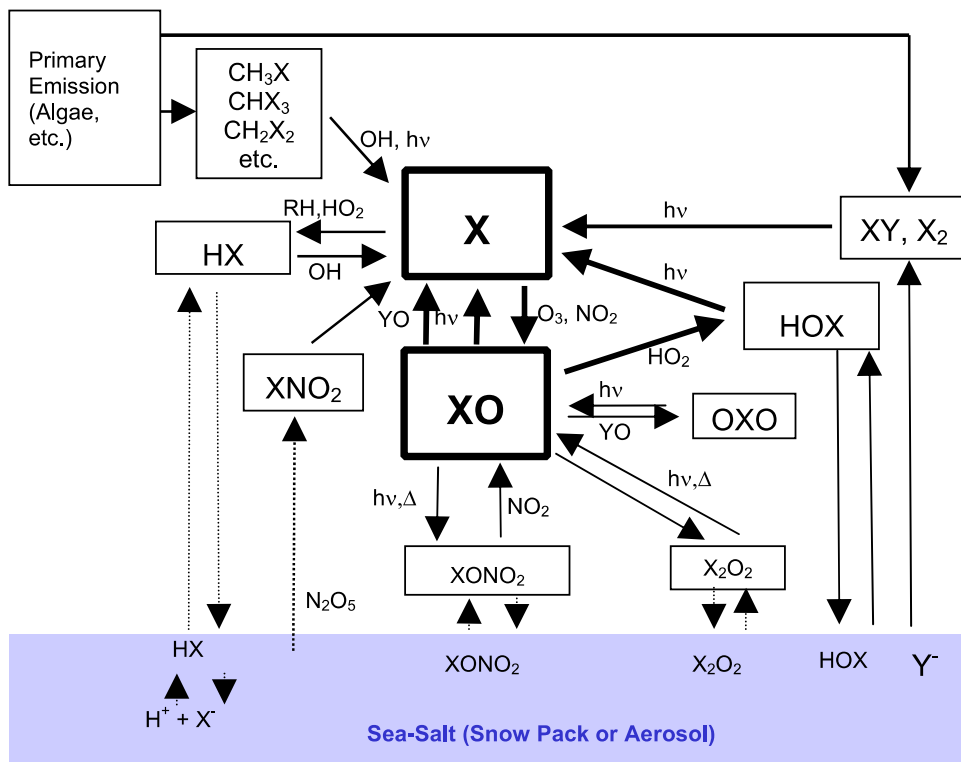 Primary
Emission
(Algae,
etc.)
CH₃X
CHX₃
CH₂X₂
etc.
OH, hν
X
hν
XY, X₂
RH,HO₂
HX
OH
hν
HOX
YO
hν
O₃, NO₂
HO₂
XNO₂
XO
hν
YO
OXO
hν,Δ
NO₂
hν,Δ
XONO₂
X₂O₂
N₂O₅
HX
XONO₂
X₂O₂
HOX
Y⁻
H⁺ + X⁻
Sea-Salt (Snow Pack or Aerosol)